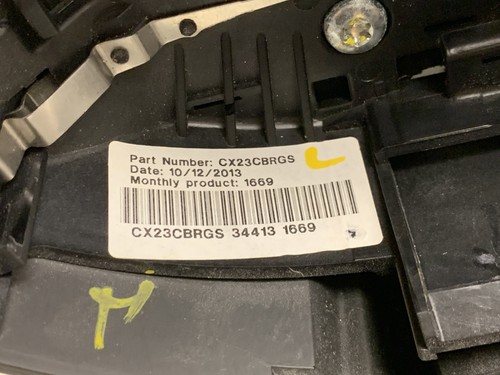 Part Number: CX23CBRGS
Date: 10/12/2013
Monthly product: 1669
CX23CBRGS 34413 1669